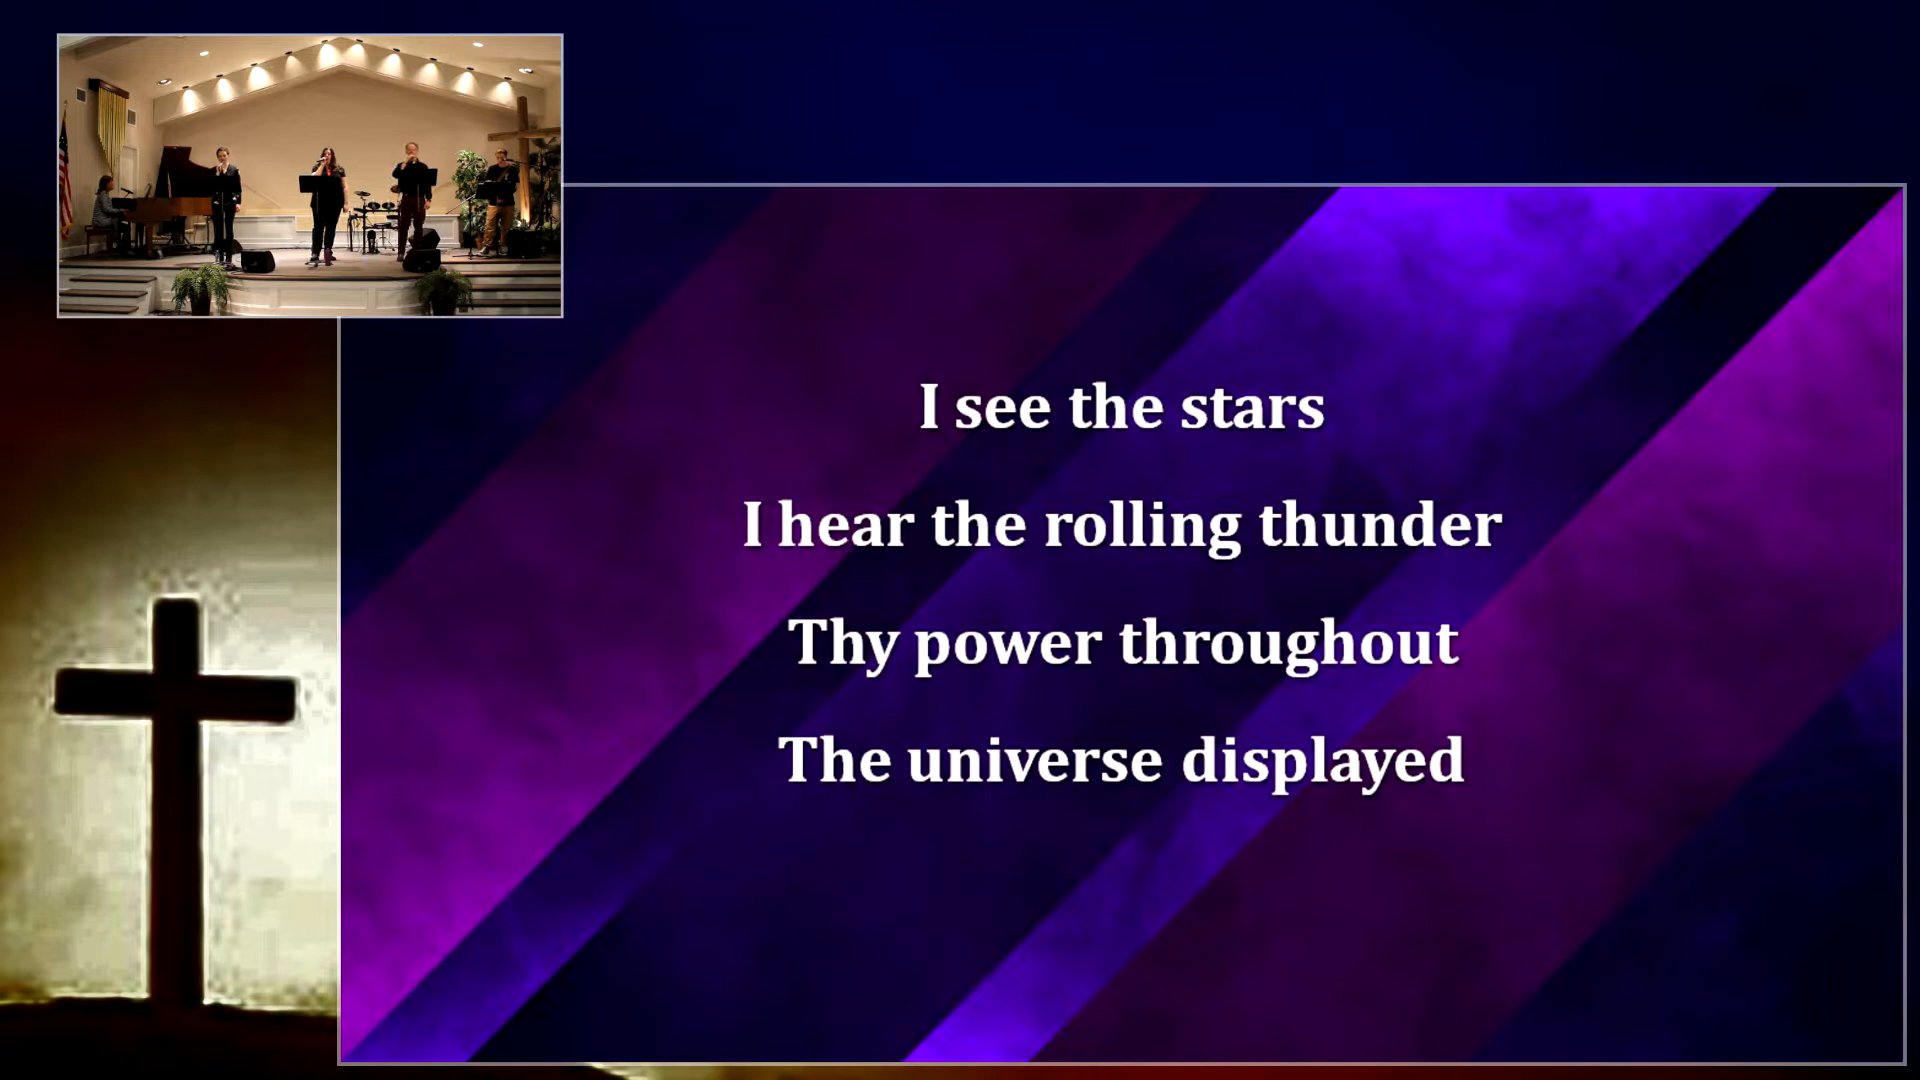 I see the stars
I hear the rolling thunder
Thy power throughout
The universe displayed